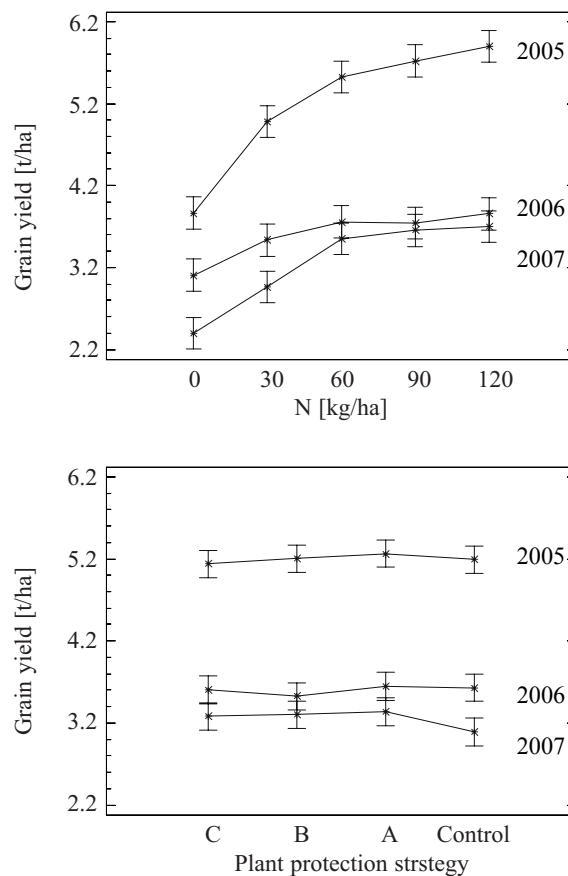 6.2
5.2
4.2
3.2
2.2
Grain yield [t/ha]
2005
2006
2007
0 30 60 90 120
N [kg/ha]
6.2
5.2
4.2
3.2
2.2
Grain yield [t/ha]
2005
2006
2007
C B A Control
Plant protection strstegy